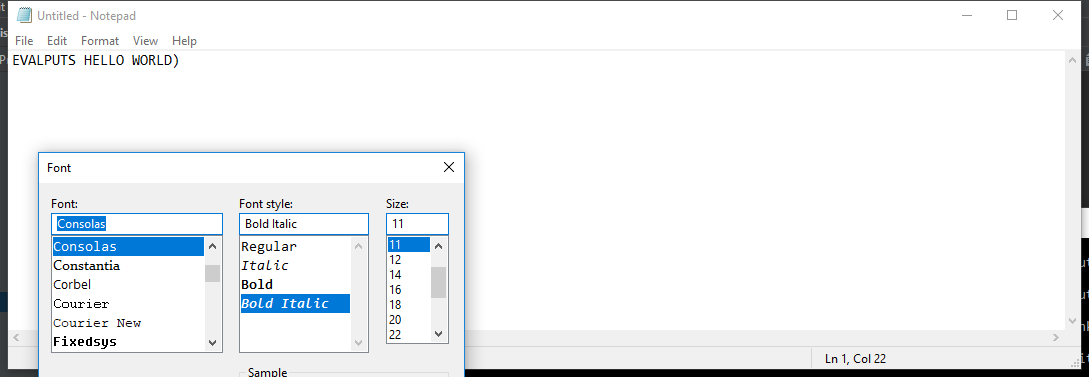 Untitled - Notepad
File Edit Format View Help
EVALPUTS HELLO WORLD)
Font
Font: Font style: Size:
Consolas Bold Italic 11
Consolas Regular 11
Constantia Italic 12
Corbel Bold 14
Courier Bold Italic 16
Courier New 18
Fixedsys 20
22
Sample
Ln 1, Col 22